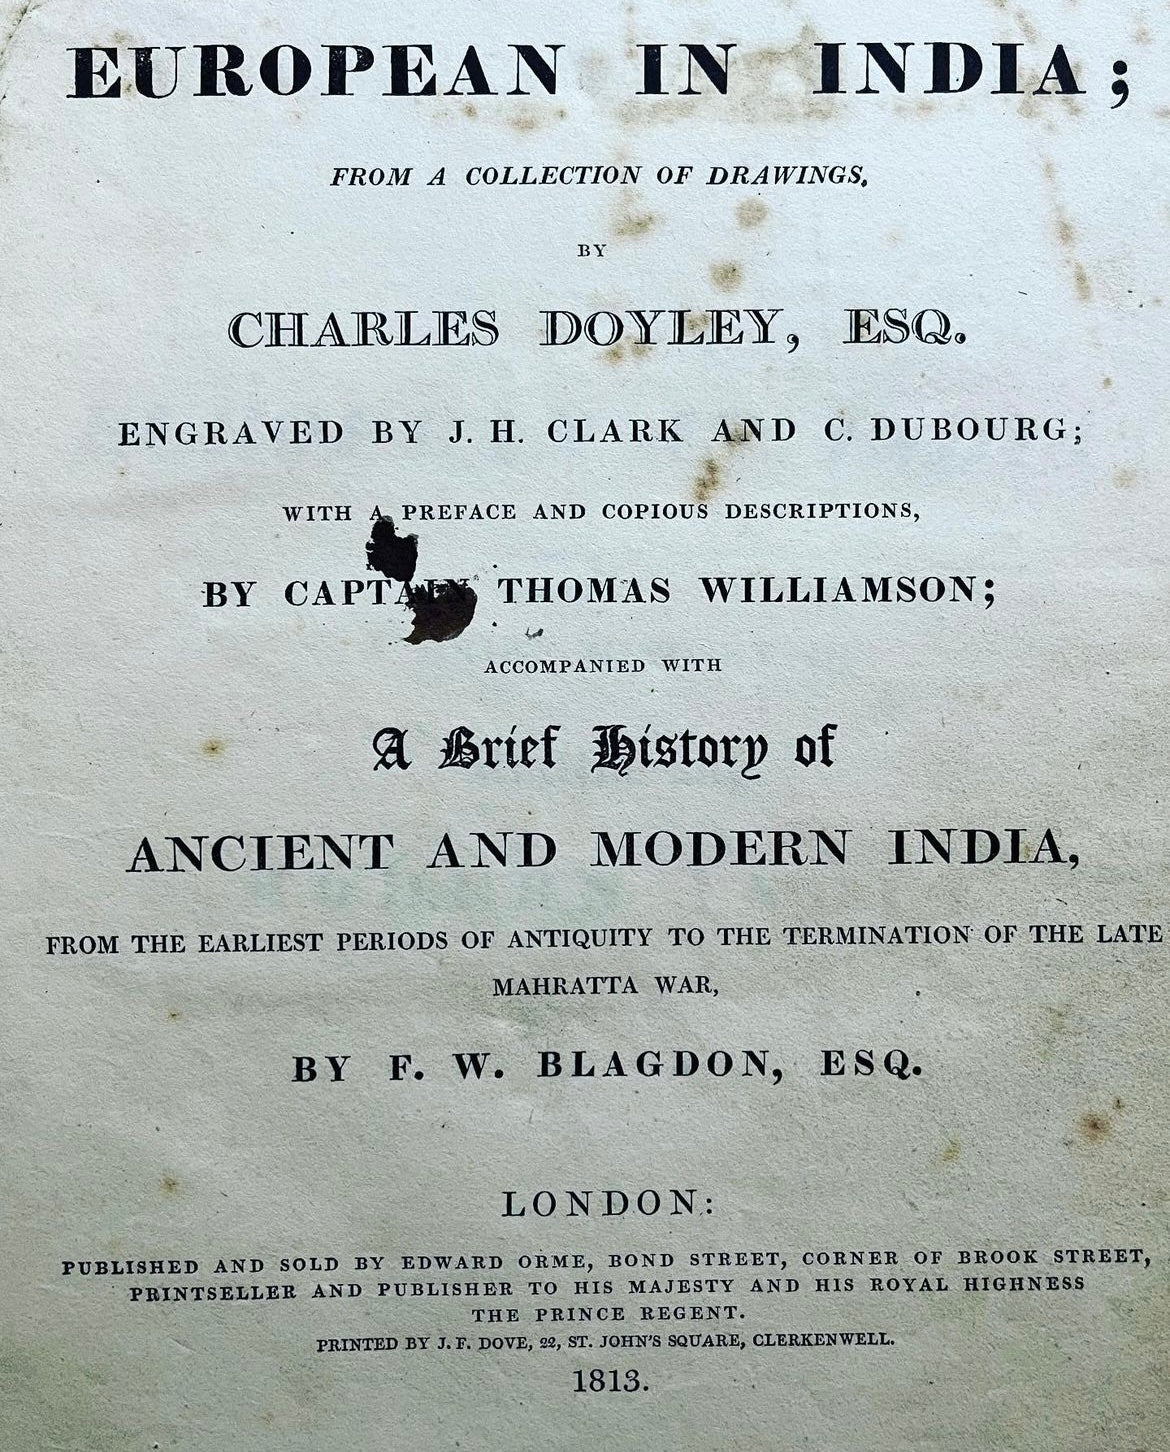 EUROPEAN IN INDIA;
FROM A COLLECTION OF DRAWINGS,
BY
CHARLES DOYLEY, ESQ.
ENGRAVED BY J. H. CLARK AND C. DUBOURG;
WITH A PREFACE AND COPIOUS DESCRIPTIONS,
BY CAPTAIN THOMAS WILLIAMSON;
ACCOMPANIED WITH
A Brief History of
ANCIENT AND MODERN INDIA,
FROM THE EARLIEST PERIODS OF ANTIQUITY TO THE TERMINATION OF THE LATE
MAHRATTA WAR,
BY F. W. BLAGDON, ESQ.
LONDON:
PUBLISHED AND SOLD BY EDWARD ORME, BOND STREET, CORNER OF BROOK STREET,
PRINTSELLER AND PUBLISHER TO HIS MAJESTY AND HIS ROYAL HIGHNESS
THE PRINCE REGENT.
PRINTED BY J. F. DOVE, 22, ST. JOHN'S SQUARE, CLERKENWELL.
1813.